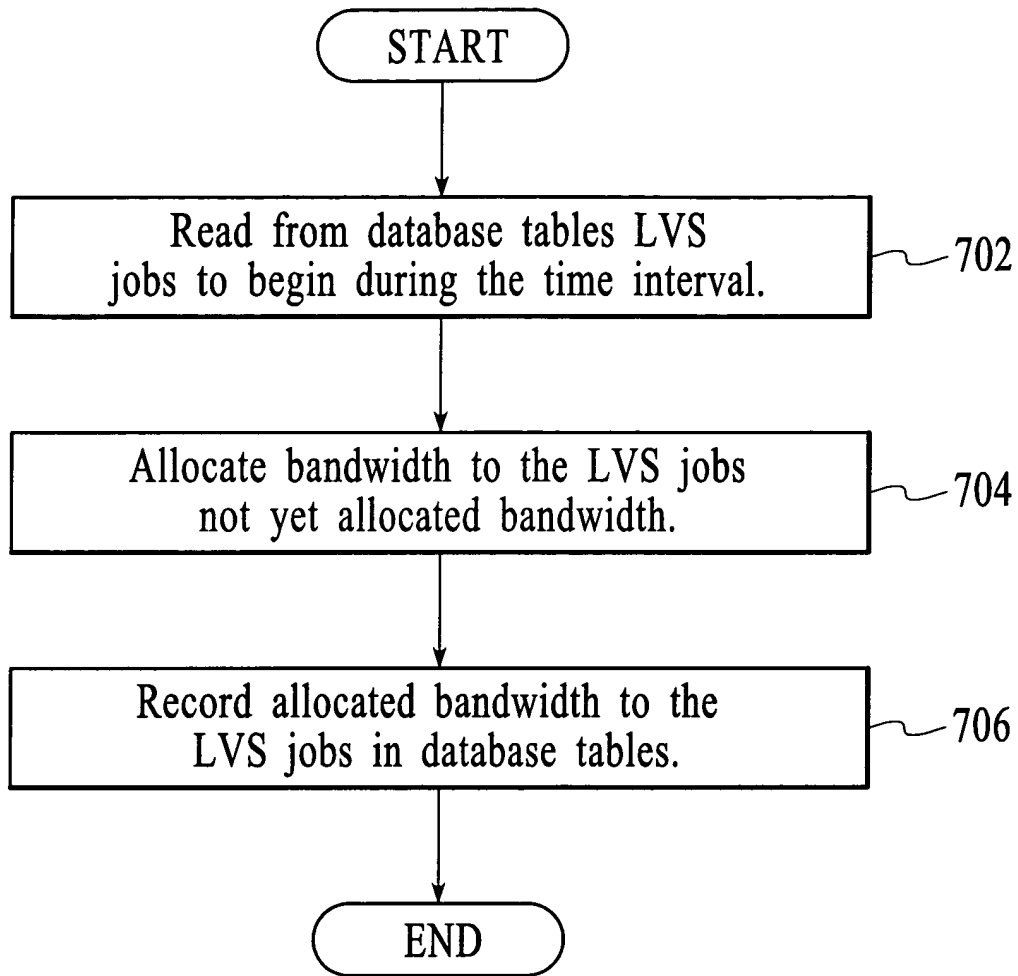 START
Read from database tables LVS
jobs to begin during the time interval.
702
Allocate bandwidth to the LVS jobs
not yet allocated bandwidth.
704
Record allocated bandwidth to the
LVS jobs in database tables.
706
END